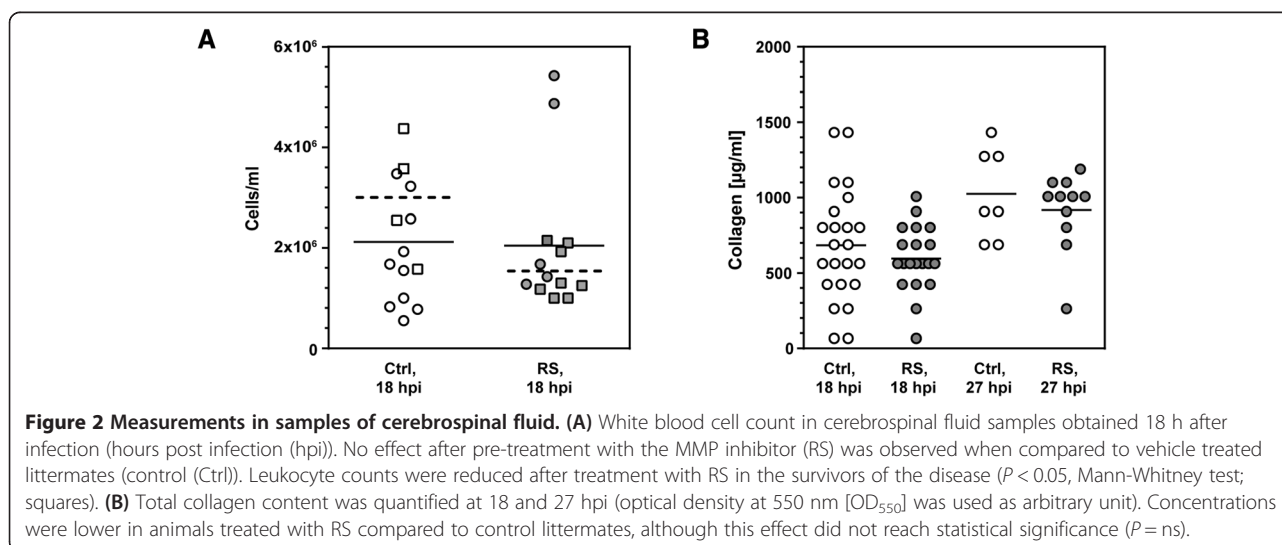 A
B
6x10⁶
4x10⁶
2x10⁶
0
Cells/ml
Ctrl, 18 hpi
RS, 18 hpi
2000
1500
1000
500
0
Collagen [µg/ml]
Ctrl, 18 hpi
RS, 18 hpi
Ctrl, 27 hpi
RS, 27 hpi
Figure 2 Measurements in samples of cerebrospinal fluid. (A) White blood cell count in cerebrospinal fluid samples obtained 18 h after
infection (hours post infection (hpi)). No effect after pre-treatment with the MMP inhibitor (RS) was observed when compared to vehicle treated
littermates (control (Ctrl)). Leukocyte counts were reduced after treatment with RS in the survivors of the disease (P < 0.05, Mann-Whitney test;
squares). (B) Total collagen content was quantified at 18 and 27 hpi (optical density at 550 nm [OD₅₅₀] was used as arbitrary unit). Concentrations
were lower in animals treated with RS compared to control littermates, although this effect did not reach statistical significance (P = ns).